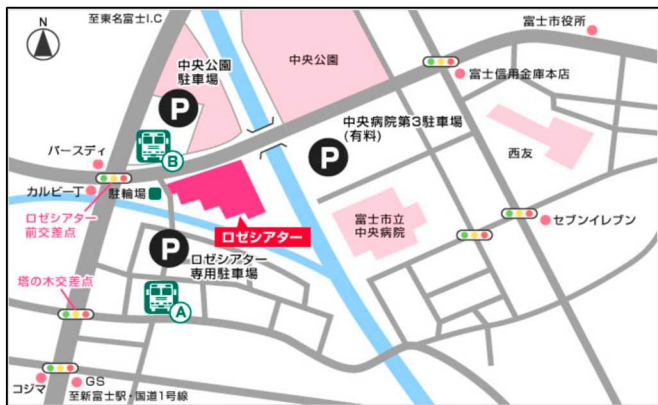 N
至東名富士I.C
中央公園
中央公園
駐車場
P
富士市役所
富士信用金庫本店
中央病院第3駐車場
(有料)
P
西友
バースディ
B
カルビ一丁
駐輪場
ロゼシアター
前交差点
ロゼシアター
富士市立
中央病院
セブンイレブン
P
ロゼシアター
専用駐車場
塔の木交差点
A
コジマ
GS
至新富士駅・国道1号線